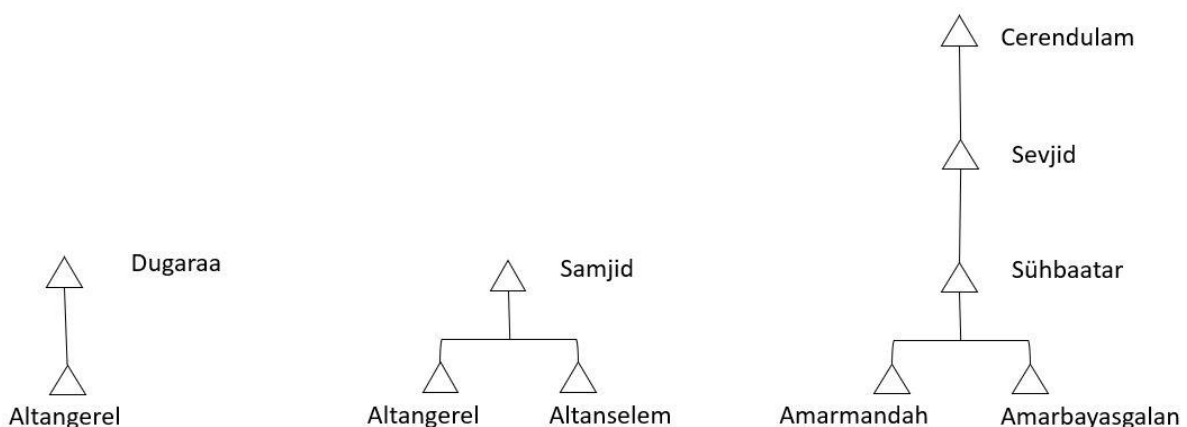 Cerendulam
Sevjid
Dugaraa
Samjid
Sühbaatar
Altangerel
Altangerel
Altanselem
Amarmandah
Amarbayasgalan